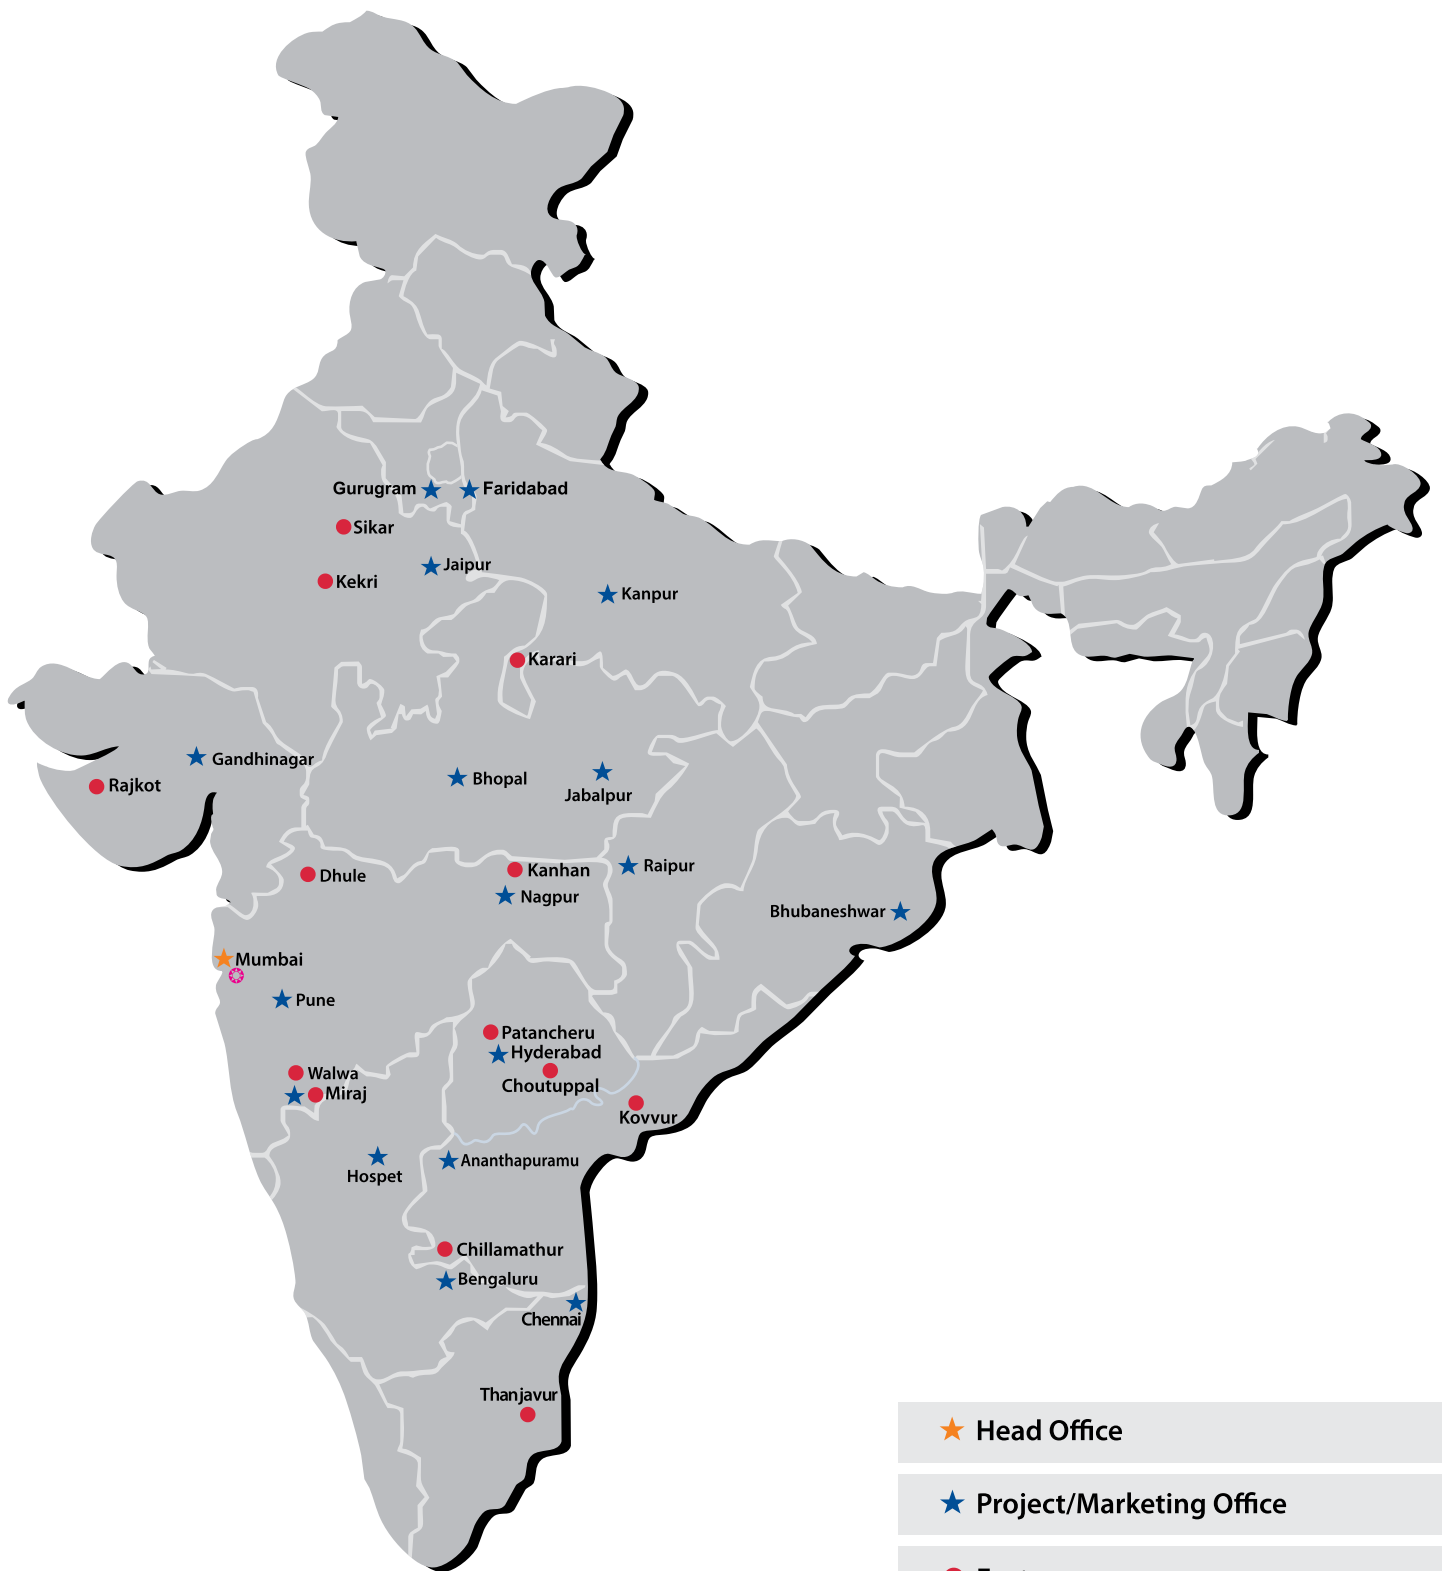 Gurugram
Faridabad
Sikar
Jaipur
Kekri
Kanpur
Karari
Gandhinagar
Rajkot
Bhopal
Jabalpur
Dhule
Kanhan
Raipur
Nagpur
Bhubaneshwar
Mumbai
Pune
Patancheru
Hyderabad
Choutuppal
Walwa
Miraj
Kovvur
Hospet
Ananthapuramu
Chillamathur
Bengaluru
Chennai
Thanjavur
Head Office
Project/Marketing Office